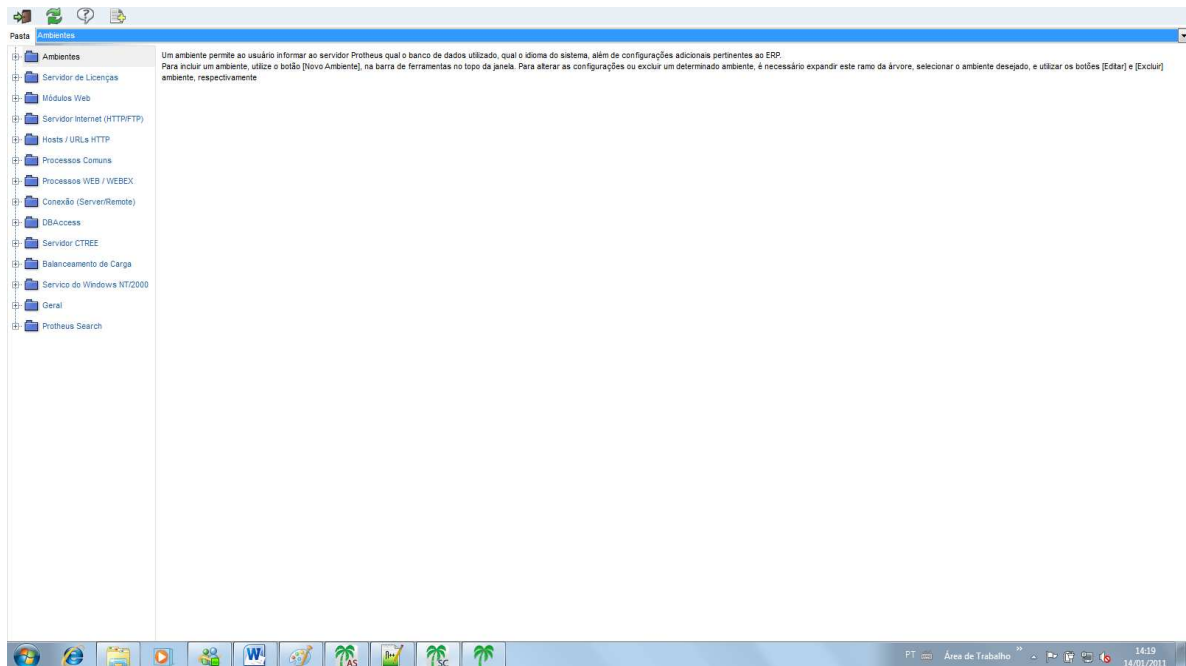 Pasta Ambientes
Ambientes
Servidor de Licenças
Módulos Web
Servidor Internet (HTTP/FTP)
Hosts / URLs HTTP
Processos Comuns
Processos WEB / WEBEX
Conexão (Server/Remote)
DBAccess
Servidor CTREE
Balanceamento de Carga
Servico do Windows NT/2000
Geral
Protheus Search
Um ambiente permite ao usuário informar ao servidor Protheus qual o banco de dados utilizado, qual o idioma do sistema, além de configurações adicionais pertinentes ao ERP.
Para incluir um ambiente, utilize o botão [Novo Ambiente], na barra de ferramentas no topo da janela. Para alterar as configurações ou excluir um determinado ambiente, é necessário expandir este ramo da árvore, selecionar o ambiente desejado, e utilizar os botões [Editar] e [Excluir]
ambiente, respectivamente
W
AS
SC
PT
Área de Trabalho
14:19
14/01/2011